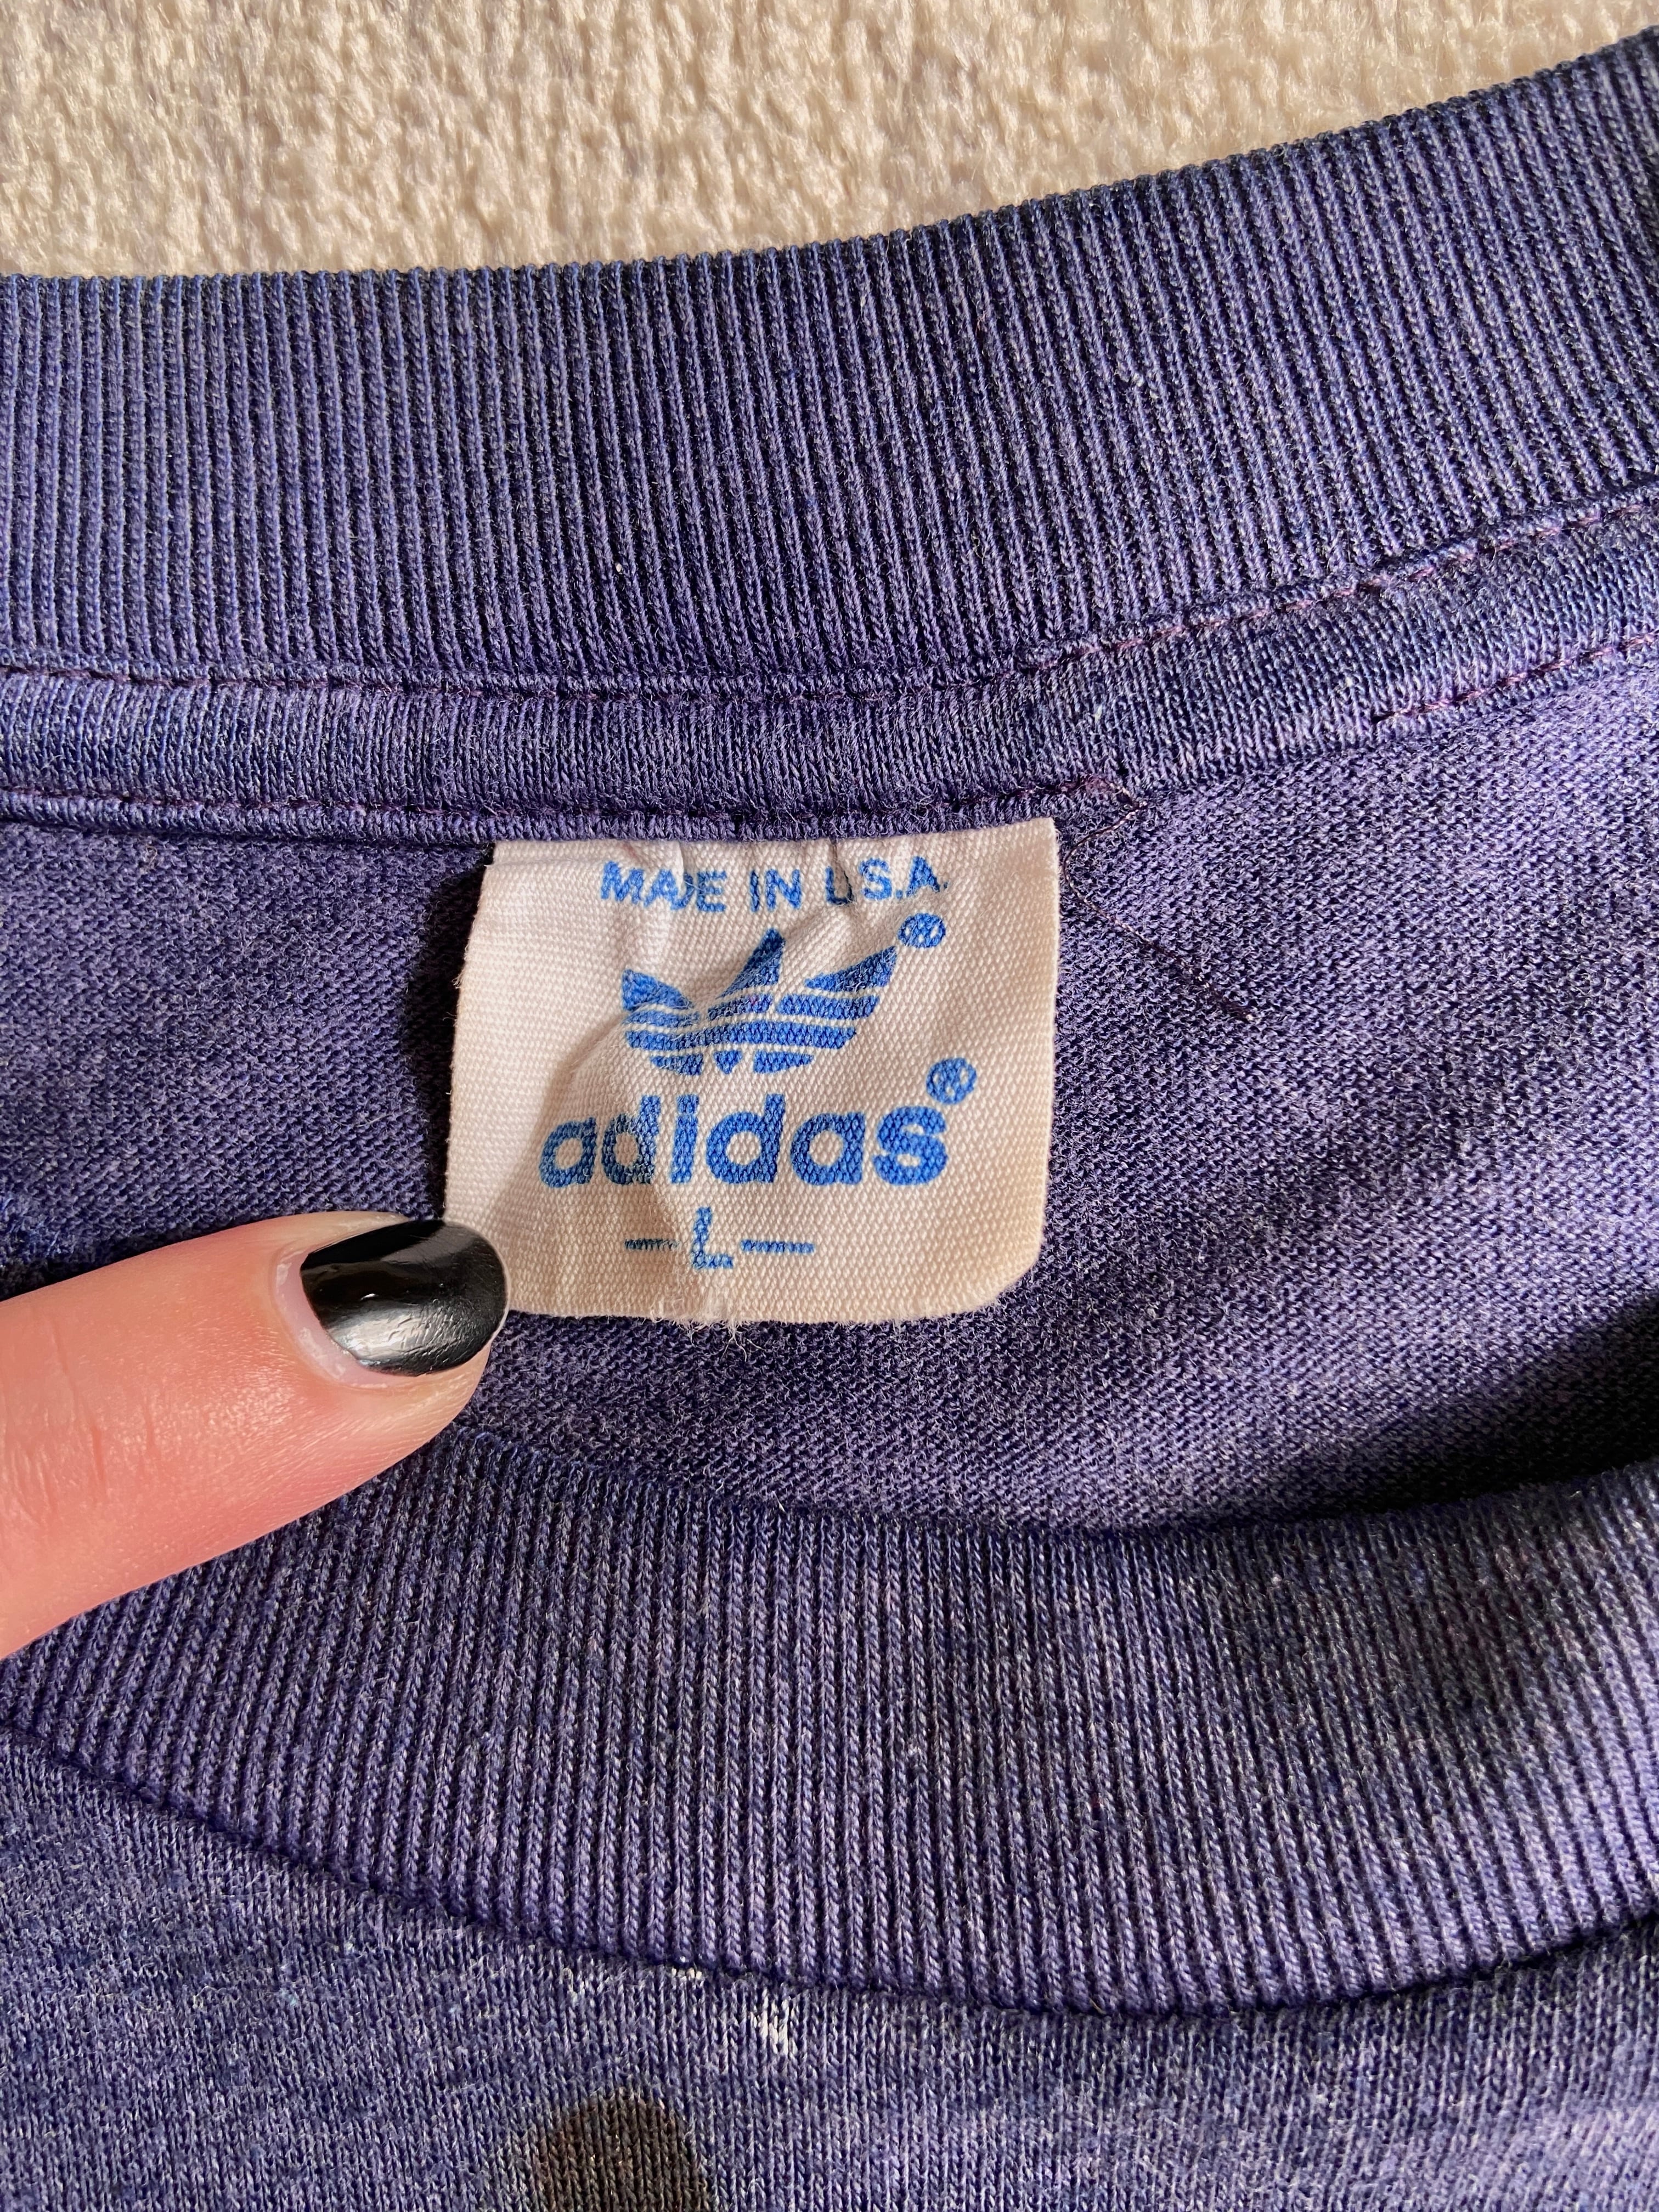 MADE IN U.S.A.
®
adidas®
—L—